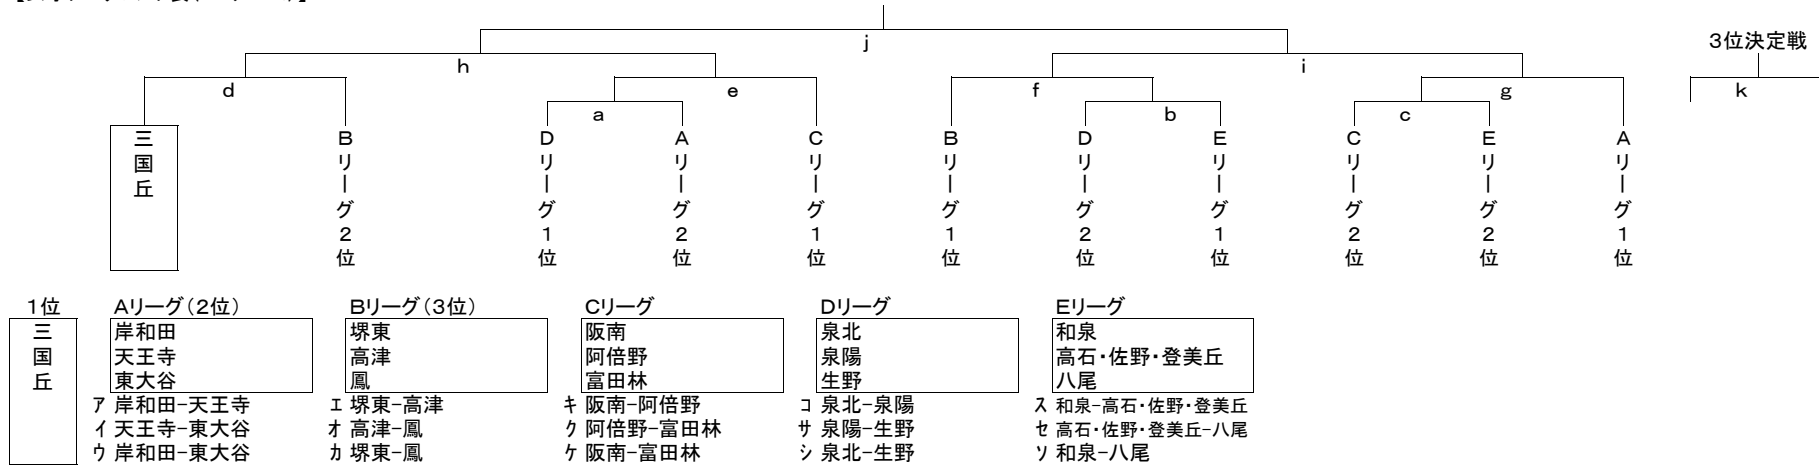 j
3位決定戦
h
i
d
e
f
g
k
a
b
c
三国丘
Bリーグ2位
Dリーグ1位
Aリーグ2位
Cリーグ1位
Bリーグ1位
Dリーグ2位
Eリーグ1位
Cリーグ2位
Eリーグ2位
Aリーグ1位
1位
三国丘
Aリーグ(2位)
岸和田
天王寺
東大谷
ア 岸和田-天王寺
イ 天王寺-東大谷
ウ 岸和田-東大谷
Bリーグ(3位)
堺東
高津
鳳
エ 堺東-高津
オ 高津-鳳
カ 堺東-鳳
Cリーグ
阪南
阿倍野
富田林
キ 阪南-阿倍野
ク 阿倍野-富田林
ケ 阪南-富田林
Dリーグ
泉北
泉陽
生野
コ 泉北-泉陽
サ 泉陽-生野
シ 泉北-生野
Eリーグ
和泉
高石・佐野・登美丘
八尾
ス 和泉-高石・佐野・登美丘
セ 高石・佐野・登美丘-八尾
ソ 和泉-八尾